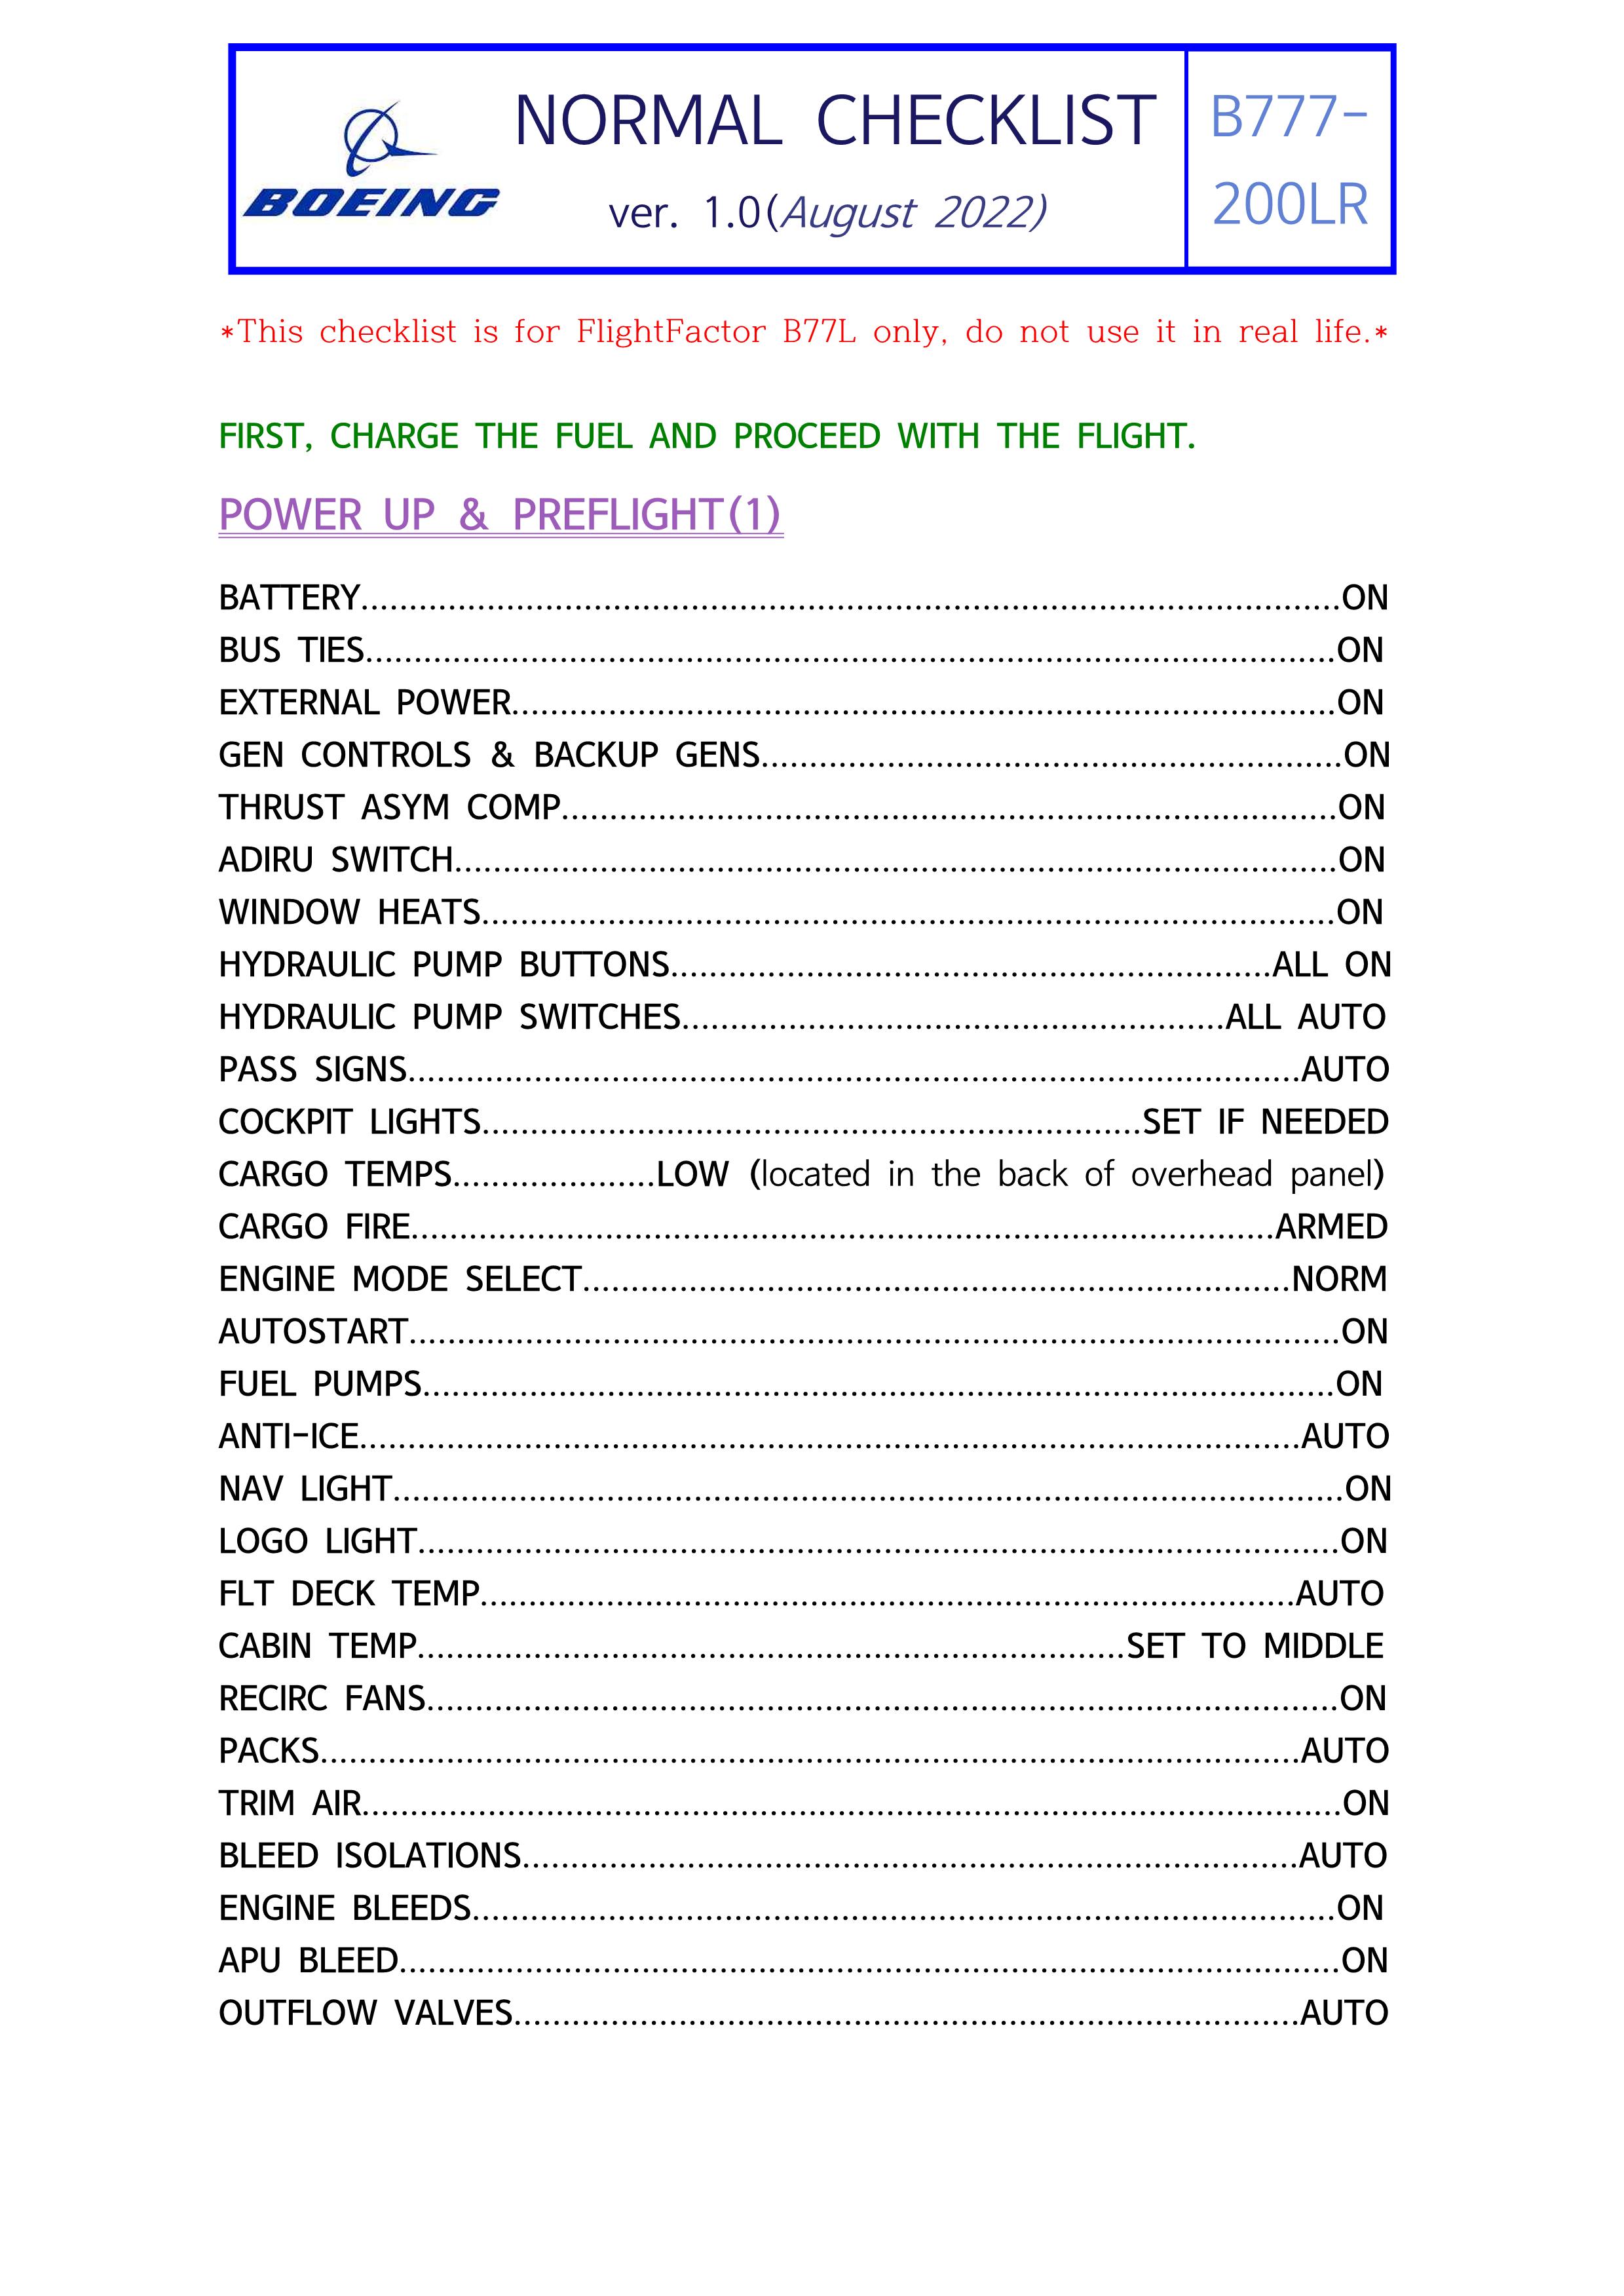 BOEING
NORMAL CHECKLIST
ver. 1.0(August 2022)
B777-
200LR
*This checklist is for FlightFactor B77L only, do not use it in real life.*
FIRST, CHARGE THE FUEL AND PROCEED WITH THE FLIGHT.
POWER UP & PREFLIGHT(1)
BATTERY....................................................................................................ON
BUS TIES...................................................................................................ON
EXTERNAL POWER....................................................................................ON
GEN CONTROLS & BACKUP GENS...........................................................ON
THRUST ASYM COMP...............................................................................ON
ADIRU SWITCH..........................................................................................ON
WINDOW HEATS.......................................................................................ON
HYDRAULIC PUMP BUTTONS.............................................................ALL ON
HYDRAULIC PUMP SWITCHES.......................................................ALL AUTO
PASS SIGNS...........................................................................................AUTO
COCKPIT LIGHTS...................................................................SET IF NEEDED
CARGO TEMPS.....................LOW (located in the back of overhead panel)
CARGO FIRE........................................................................................ARMED
ENGINE MODE SELECT........................................................................NORM
AUTOSTART...............................................................................................ON
FUEL PUMPS.............................................................................................ON
ANTI-ICE................................................................................................AUTO
NAV LIGHT.................................................................................................ON
LOGO LIGHT..............................................................................................ON
FLT DECK TEMP...................................................................................AUTO
CABIN TEMP........................................................................SET TO MIDDLE
RECIRC FANS.............................................................................................ON
PACKS....................................................................................................AUTO
TRIM AIR....................................................................................................ON
BLEED ISOLATIONS...............................................................................AUTO
ENGINE BLEEDS........................................................................................ON
APU BLEED................................................................................................ON
OUTFLOW VALVES................................................................................AUTO